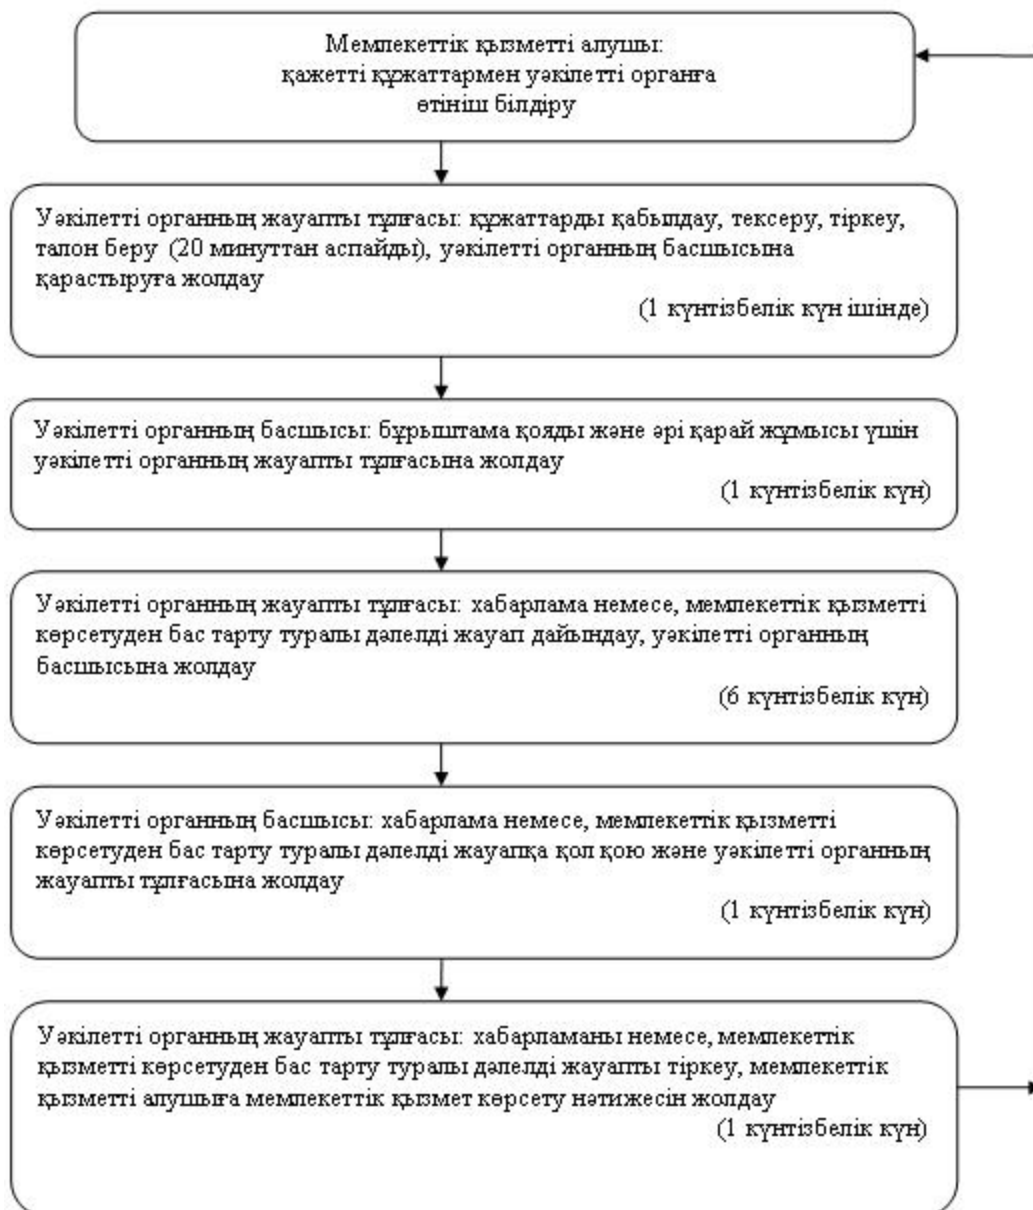 Мемлекеттік қызметті алушы:
қажетті құжаттармен уәкілетті органға
өтініш білдіру
Уәкілетті органның жауапты тұлғасы: құжаттарды қабылдау, тексеру, тіркеу,
талон беру (20 минуттан аспайды), уәкілетті органның басшысына
қарастыруға жолдау
(1 күнтізбелік күн ішінде)
Уәкілетті органның басшысы: бұрыштама қояды және әрі қарай жұмысы үшін
уәкілетті органның жауапты тұлғасына жолдау
(1 күнтізбелік күн)
Уәкілетті органның жауапты тұлғасы: хабарлама немесе, мемлекеттік қызметті
көрсетуден бас тарту туралы дәлелді жауап дайындау, уәкілетті органның
басшысына жолдау
(6 күнтізбелік күн)
Уәкілетті органның басшысы: хабарлама немесе, мемлекеттік қызметті
көрсетуден бас тарту туралы дәлелді жауапқа қол қою және уәкілетті органның
жауапты тұлғасына жолдау
(1 күнтізбелік күн)
Уәкілетті органның жауапты тұлғасы: хабарламаны немесе, мемлекеттік
қызметті көрсетуден бас тарту туралы дәлелді жауапты тіркеу, мемлекеттік
қызметті алушыға мемлекеттік қызмет көрсету нәтижесін жолдау
(1 күнтізбелік күн)